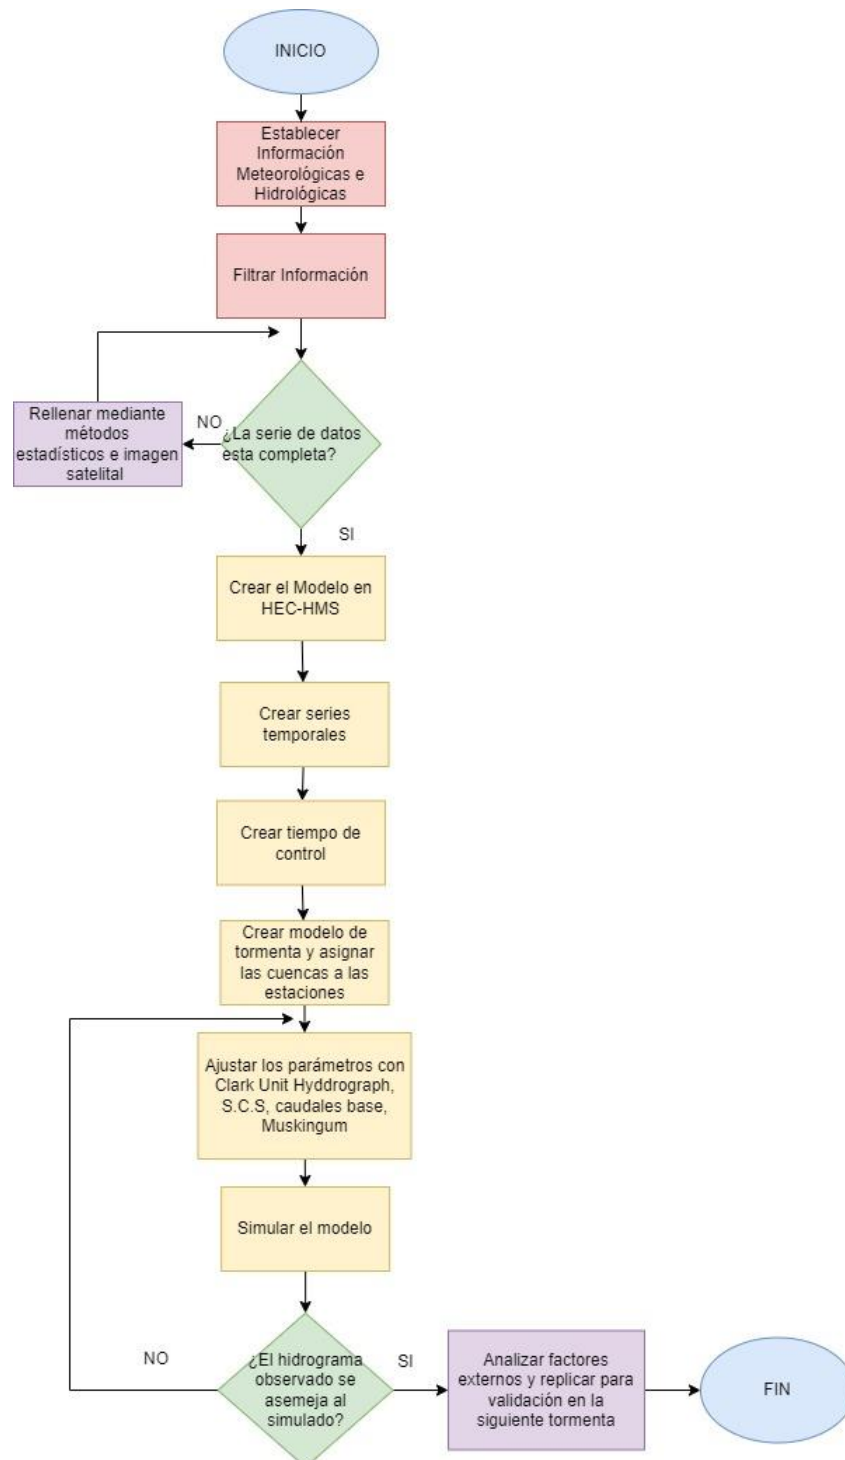 INICIO
Establecer
Información
Meteorológicas e
Hidrológicas
Filtrar Información
Rellenar mediante
métodos
estadísticos e imagen
satelital
NO
¿La serie de datos
esta completa?
SI
Crear el Modelo en
HEC-HMS
Crear series
temporales
Crear tiempo de
control
Crear modelo de
tormenta y asignar
las cuencas a las
estaciones
Ajustar los parámetros con
Clark Unit Hyddrograph,
S.C.S, caudales base,
Muskingum
Simular el modelo
NO
¿El hidrograma
observado se
asemeja al
simulado?
SI
Analizar factores
externos y replicar para
validación en la
siguiente tormenta
FIN